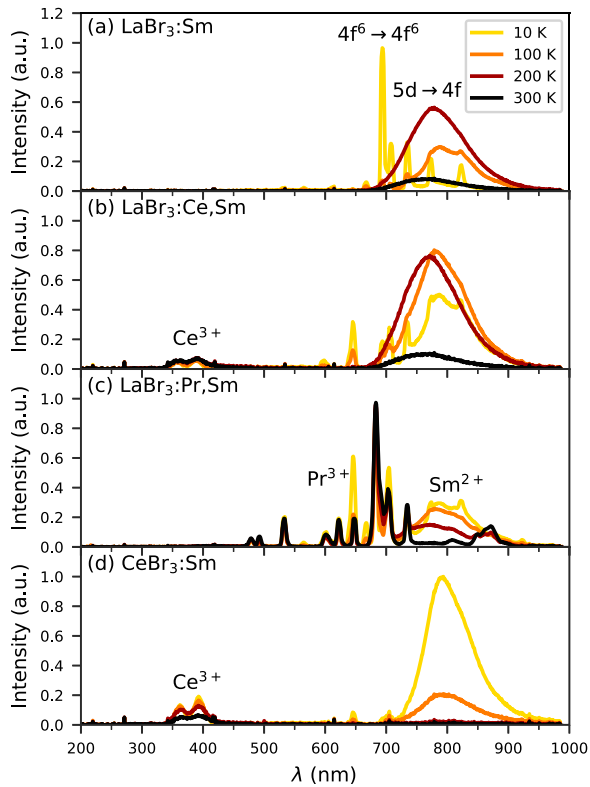 (a) LaBr₃:Sm
4f⁶ → 4f⁶
5d → 4f
10 K
100 K
200 K
300 K
Intensity (a.u.)
1.2
1.0
0.8
0.6
0.4
0.2
0.0
(b) LaBr₃:Ce,Sm
Ce³⁺
Intensity (a.u.)
1.0
0.8
0.6
0.4
0.2
0.0
(c) LaBr₃:Pr,Sm
Pr³⁺
Sm²⁺
Intensity (a.u.)
1.0
0.8
0.6
0.4
0.2
0.0
(d) CeBr₃:Sm
Ce³⁺
Intensity (a.u.)
1.0
0.8
0.6
0.4
0.2
0.0
200 300 400 500 600 700 800 900 1000
λ (nm)